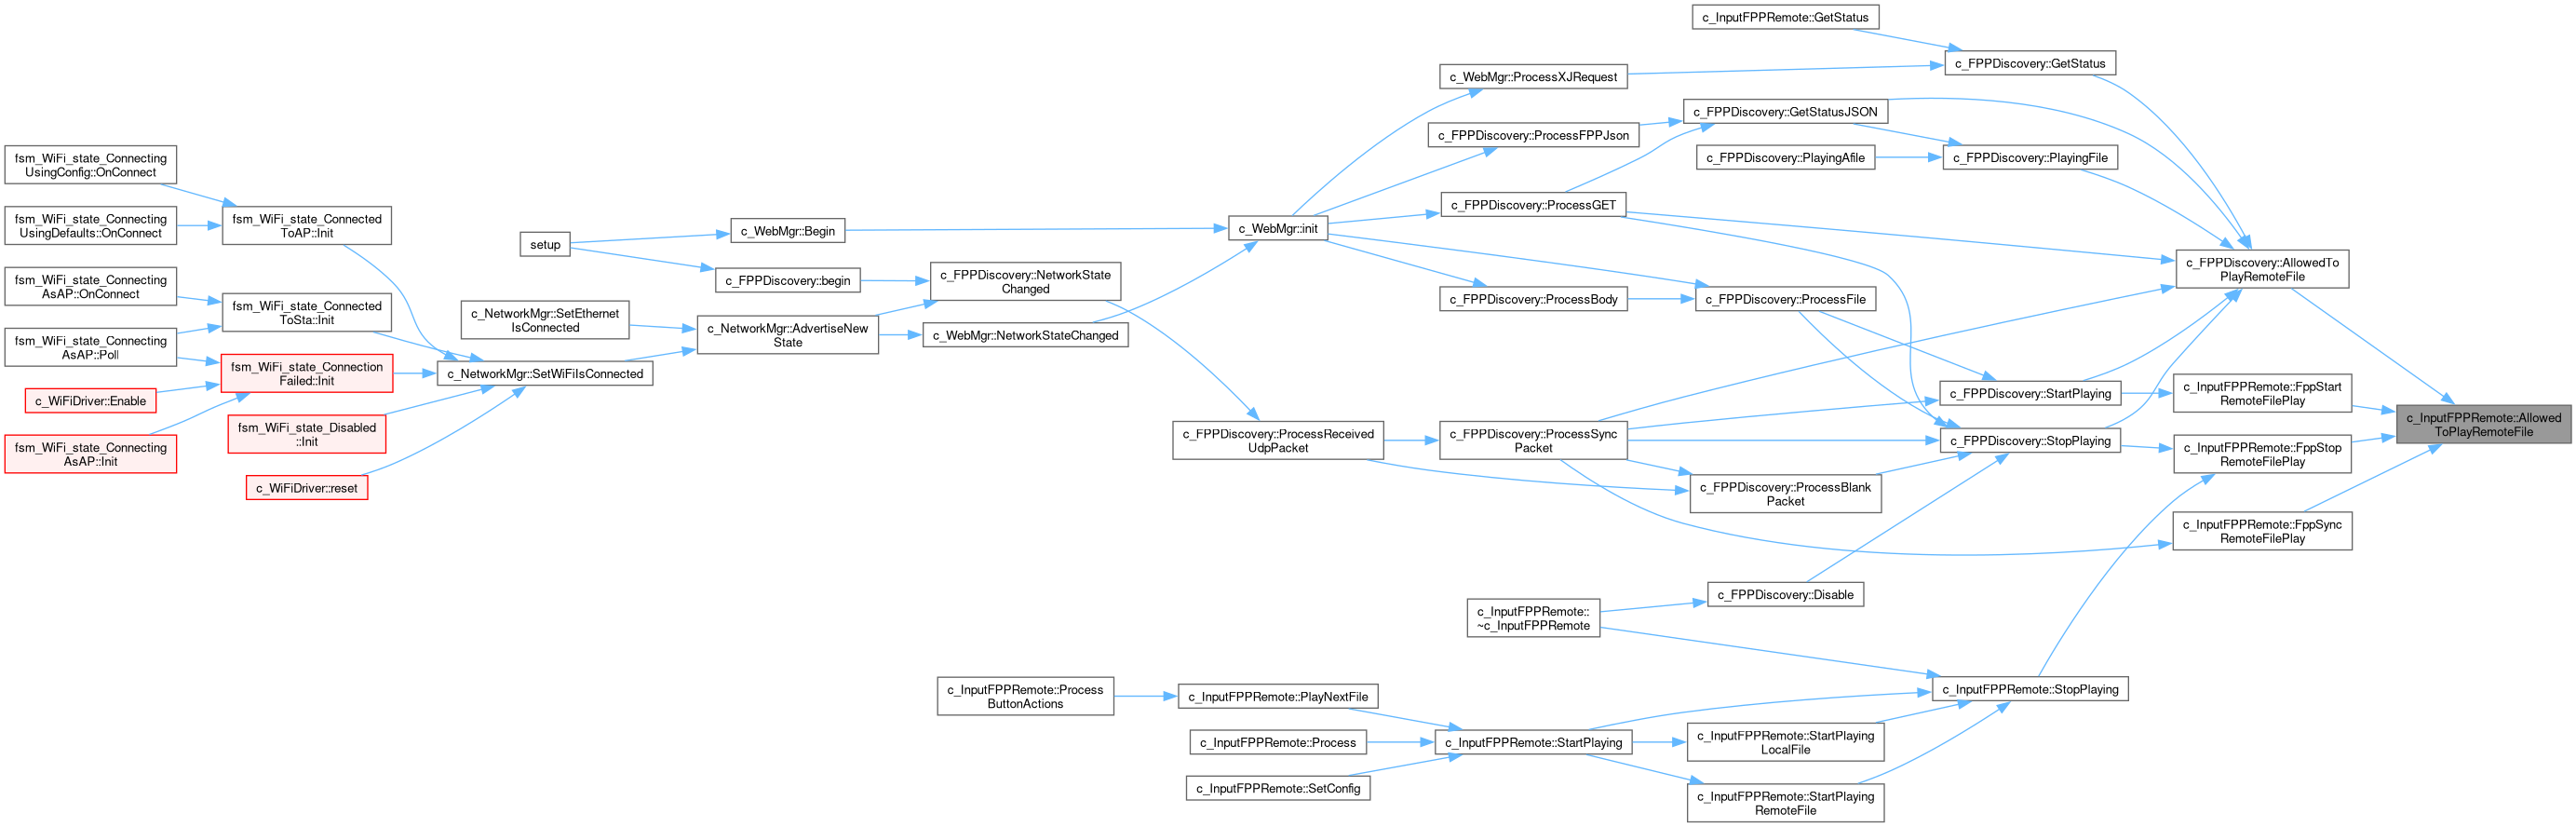 c_InputFPPRemote::GetStatus
c_FPPDiscovery::GetStatus
c_WebMgr::ProcessXJRequest
c_FPPDiscovery::GetStatusJSON
c_FPPDiscovery::ProcessFPPJson
c_FPPDiscovery::PlayingAfile
c_FPPDiscovery::PlayingFile
fsm_WiFi_state_Connecting
UsingConfig::OnConnect
c_FPPDiscovery::ProcessGET
fsm_WiFi_state_Connecting
UsingDefaults::OnConnect
fsm_WiFi_state_Connected
ToAP::Init
setup
c_WebMgr::Begin
c_WebMgr::init
c_FPPDiscovery::AllowedTo
PlayRemoteFile
fsm_WiFi_state_Connecting
AsAP::OnConnect
c_FPPDiscovery::begin
c_FPPDiscovery::NetworkState
Changed
c_FPPDiscovery::ProcessBody
c_FPPDiscovery::ProcessFile
fsm_WiFi_state_Connected
ToSta::Init
c_NetworkMgr::SetEthernet
IsConnected
c_NetworkMgr::AdvertiseNew
State
c_WebMgr::NetworkStateChanged
fsm_WiFi_state_Connecting
AsAP::Poll
fsm_WiFi_state_Connection
Failed::Init
c_NetworkMgr::SetWiFiIsConnected
c_WiFiDriver::Enable
c_FPPDiscovery::StartPlaying
c_InputFPPRemote::FppStart
RemoteFilePlay
c_InputFPPRemote::Allowed
ToPlayRemoteFile
fsm_WiFi_state_Disabled
::Init
fsm_WiFi_state_Connecting
AsAP::Init
c_FPPDiscovery::ProcessReceived
UdpPacket
c_FPPDiscovery::ProcessSync
Packet
c_FPPDiscovery::StopPlaying
c_InputFPPRemote::FppStop
RemoteFilePlay
c_WiFiDriver::reset
c_FPPDiscovery::ProcessBlank
Packet
c_InputFPPRemote::FppSync
RemoteFilePlay
c_FPPDiscovery::Disable
c_InputFPPRemote::
~c_InputFPPRemote
c_InputFPPRemote::Process
ButtonActions
c_InputFPPRemote::PlayNextFile
c_InputFPPRemote::StopPlaying
c_InputFPPRemote::Process
c_InputFPPRemote::StartPlaying
c_InputFPPRemote::StartPlaying
LocalFile
c_InputFPPRemote::SetConfig
c_InputFPPRemote::StartPlaying
RemoteFile